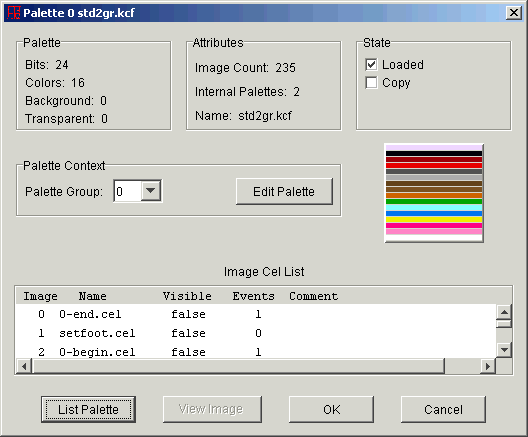 Palette 0 std2gr.kcf
Palette
Bits: 24
Colors: 16
Background: 0
Transparent: 0
Attributes
Image Count: 235
Internal Palettes: 2
Name: std2gr.kcf
State
Loaded
Copy
Palette Context
Palette Group: 0
Edit Palette
Image Cel List
Image Name Visible Events Comment
0 0-end.cel false 1
1 setfoot.cel false 0
2 0-begin.cel false 1
List Palette View Image OK Cancel